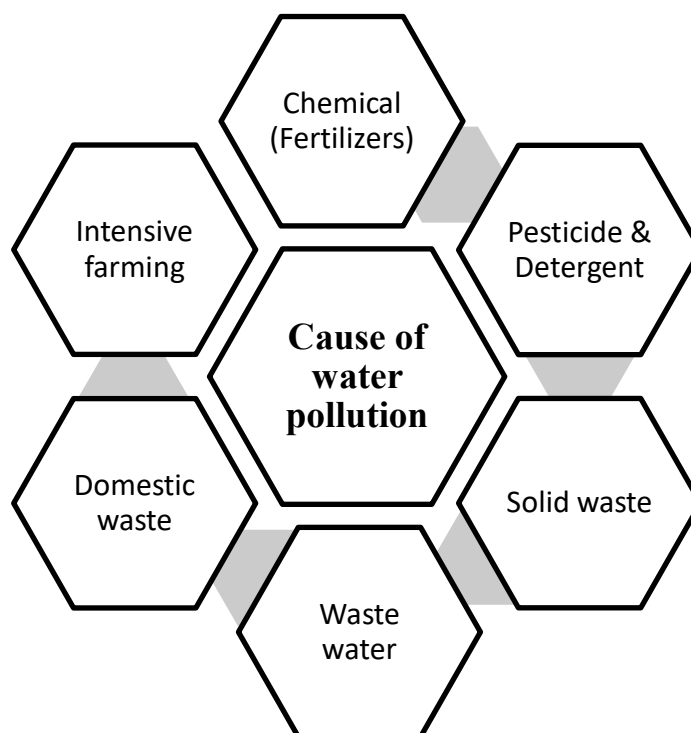 Chemical
(Fertilizers)
Pesticide &
Detergent
Solid waste
Waste
water
Domestic
waste
Intensive
farming
Cause of
water
pollution